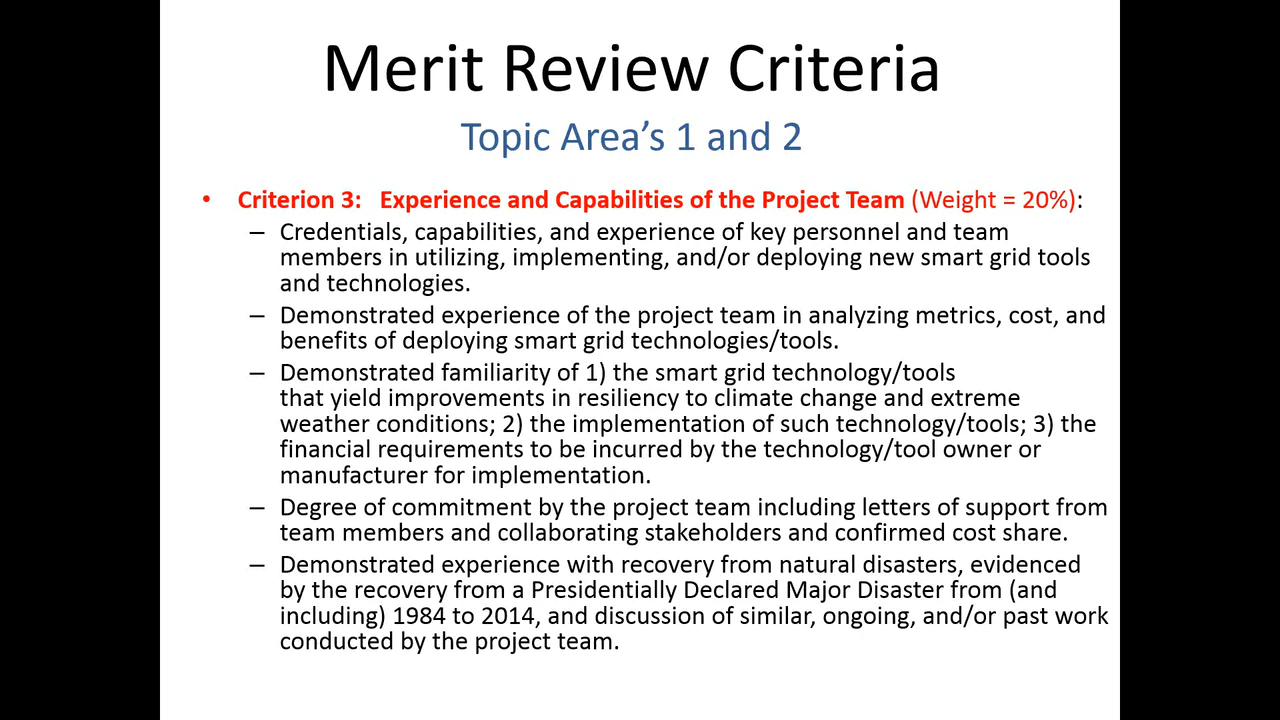 Merit Review Criteria
Topic Area’s 1 and 2
• Criterion 3: Experience and Capabilities of the Project Team (Weight = 20%):
– Credentials, capabilities, and experience of key personnel and team
members in utilizing, implementing, and/or deploying new smart grid tools
and technologies.
– Demonstrated experience of the project team in analyzing metrics, cost, and
benefits of deploying smart grid technologies/tools.
– Demonstrated familiarity of 1) the smart grid technology/tools
that yield improvements in resiliency to climate change and extreme
weather conditions; 2) the implementation of such technology/tools; 3) the
financial requirements to be incurred by the technology/tool owner or
manufacturer for implementation.
– Degree of commitment by the project team including letters of support from
team members and collaborating stakeholders and confirmed cost share.
– Demonstrated experience with recovery from natural disasters, evidenced
by the recovery from a Presidentially Declared Major Disaster from (and
including) 1984 to 2014, and discussion of similar, ongoing, and/or past work
conducted by the project team.